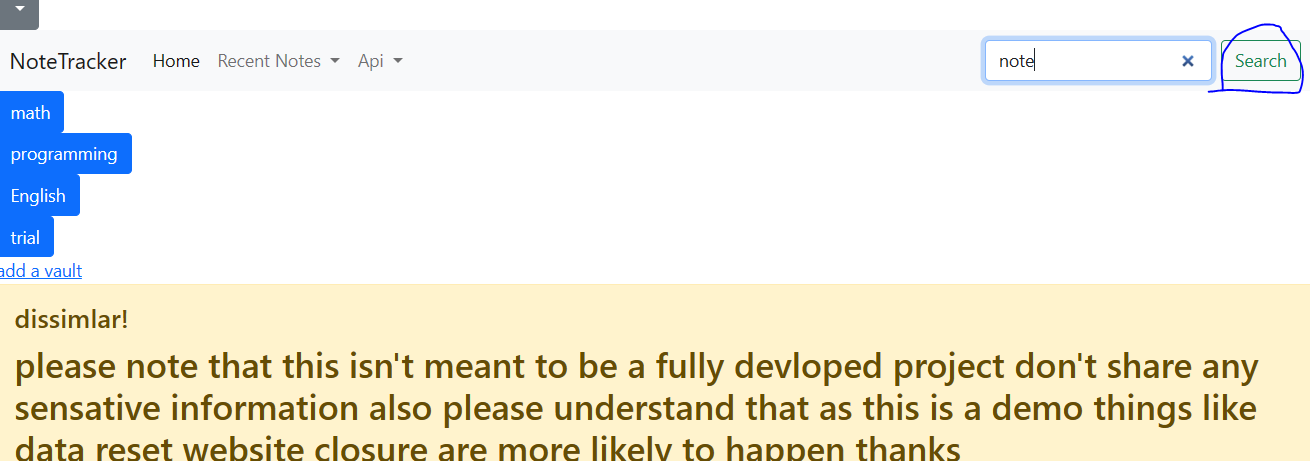 NoteTracker Home Recent Notes Api note Search
math
programming
English
trial
add a vault
dissimlar!
please note that this isn't meant to be a fully devloped project don't share any
sensative information also please understand that as this is a demo things like
data reset website closure are more likely to happen thanks